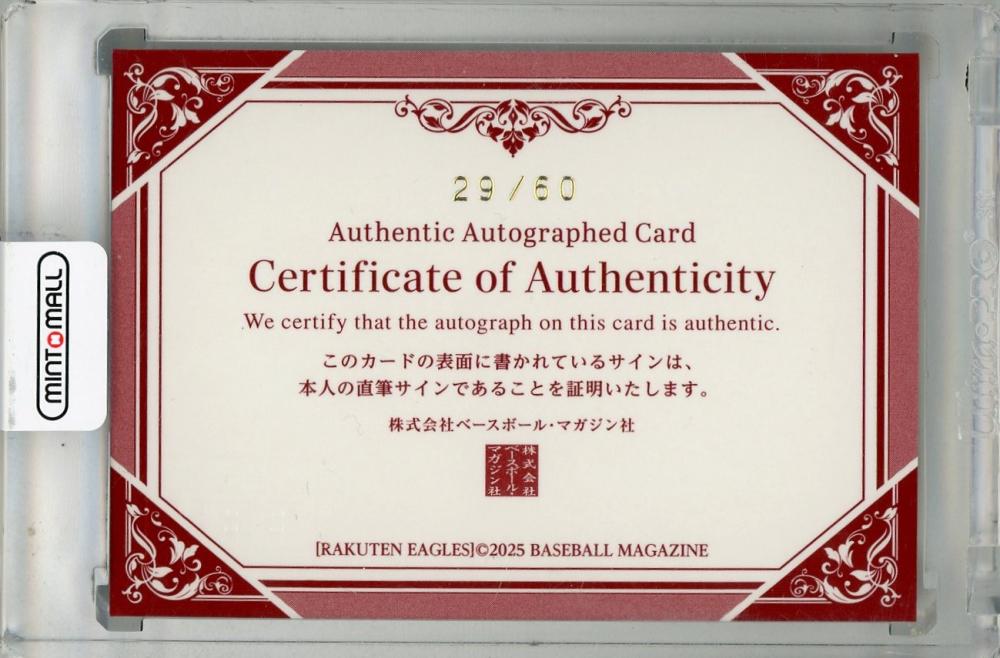 29/60
Authentic Autographed Card
Certificate of Authenticity
We certify that the autograph on this card is authentic.
このカードの表面に書かれているサインは、
本人の直筆サインであることを証明いたします。
株式会社ベースボール・マガジン社
株式会社
ベースボール・
マガジン社
[RAKUTEN EAGLES]©2025 BASEBALL MAGAZINE
MINT MALL